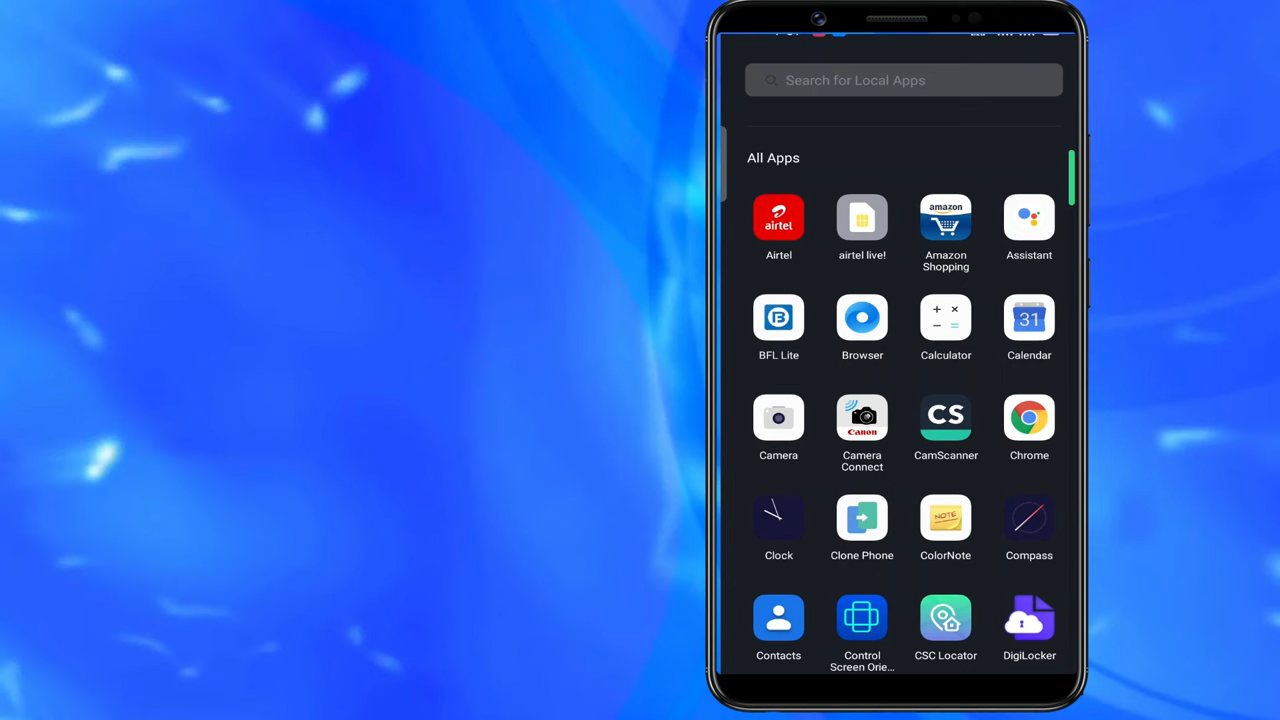 Search for Local Apps
All Apps
airtel
amazon
Airtel
airtel live!
Amazon
Shopping
Assistant
31
BFL Lite
Browser
Calculator
Calendar
CS
Canon
Camera
Camera
Connect
CamScanner
Chrome
NOTE
Clock
Clone Phone
ColorNote
Compass
Contacts
Control
Screen Orie...
CSC Locator
DigiLocker